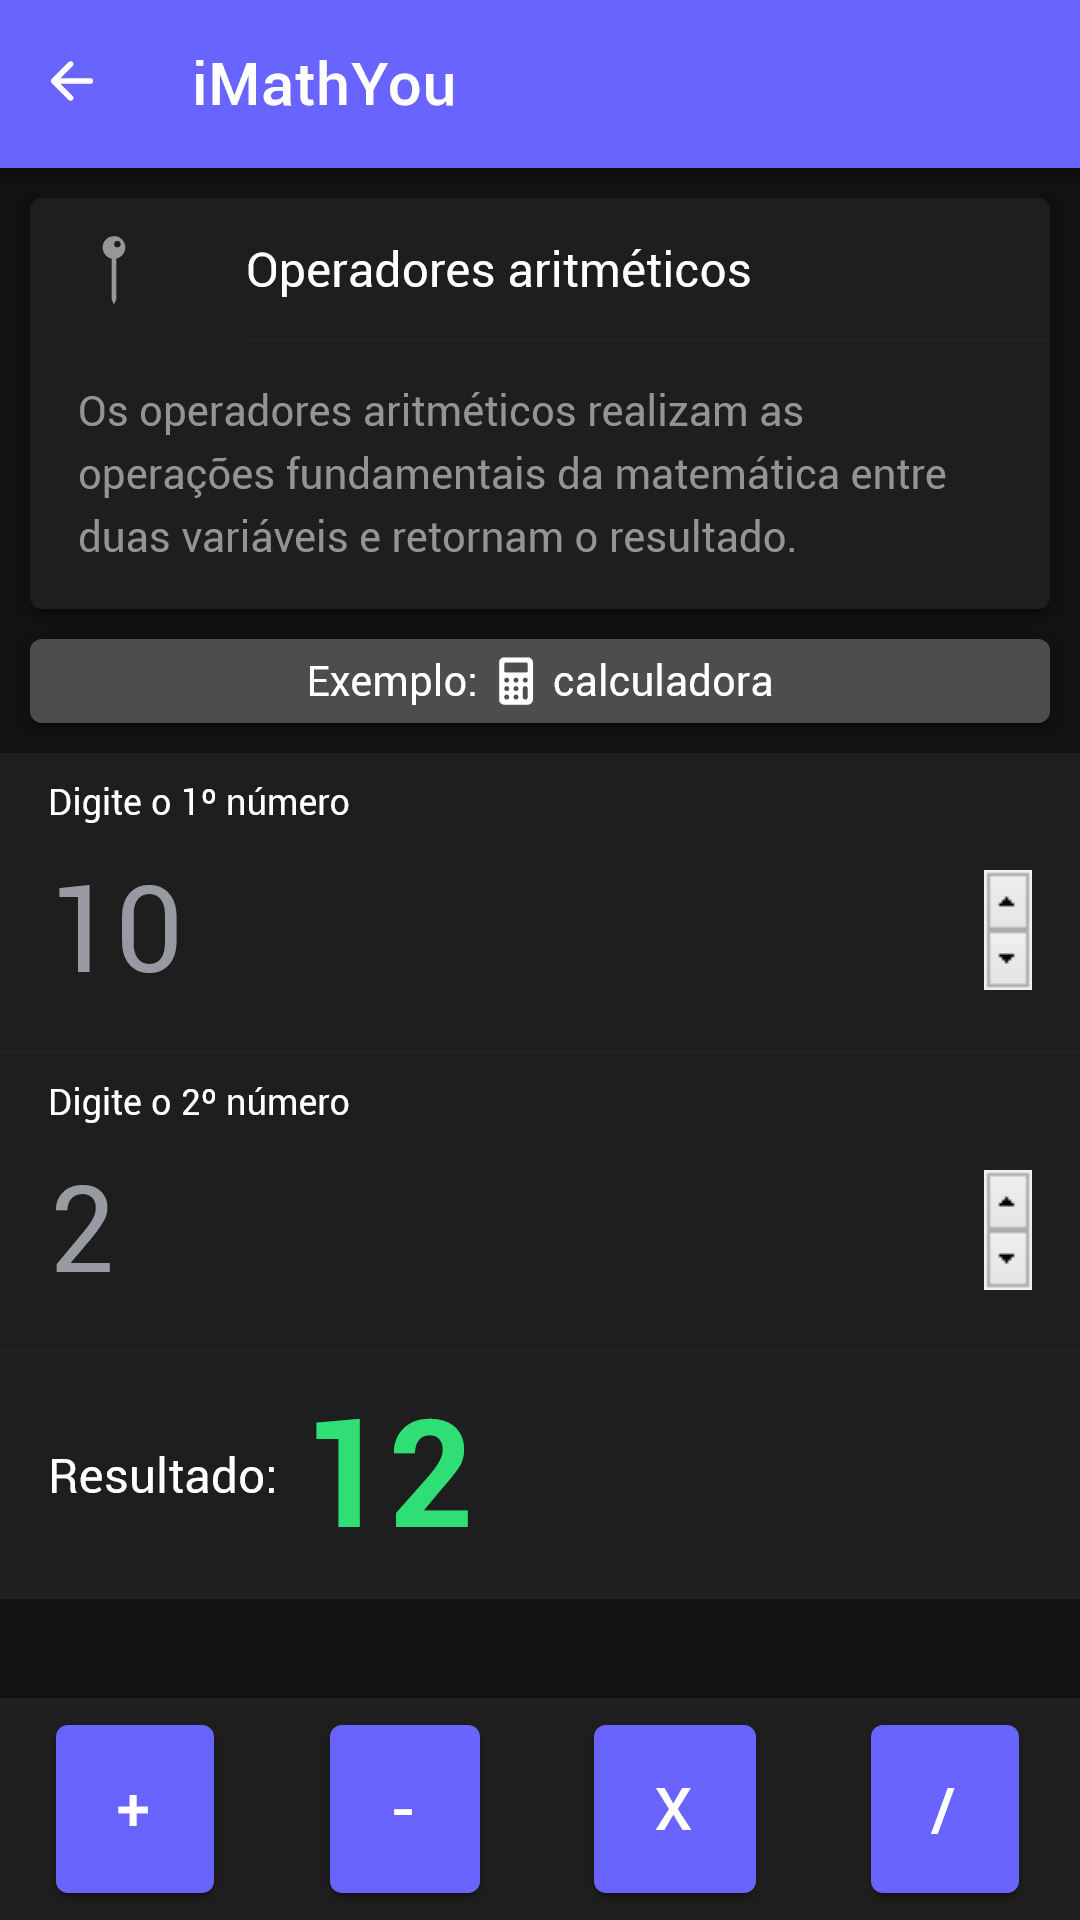 iMathYou
Operadores aritméticos
Os operadores aritméticos realizam as
operações fundamentais da matemática entre
duas variáveis e retornam o resultado.
Exemplo: calculadora
Digite o 1º número
10
Digite o 2º número
2
Resultado: 12
+ - X /